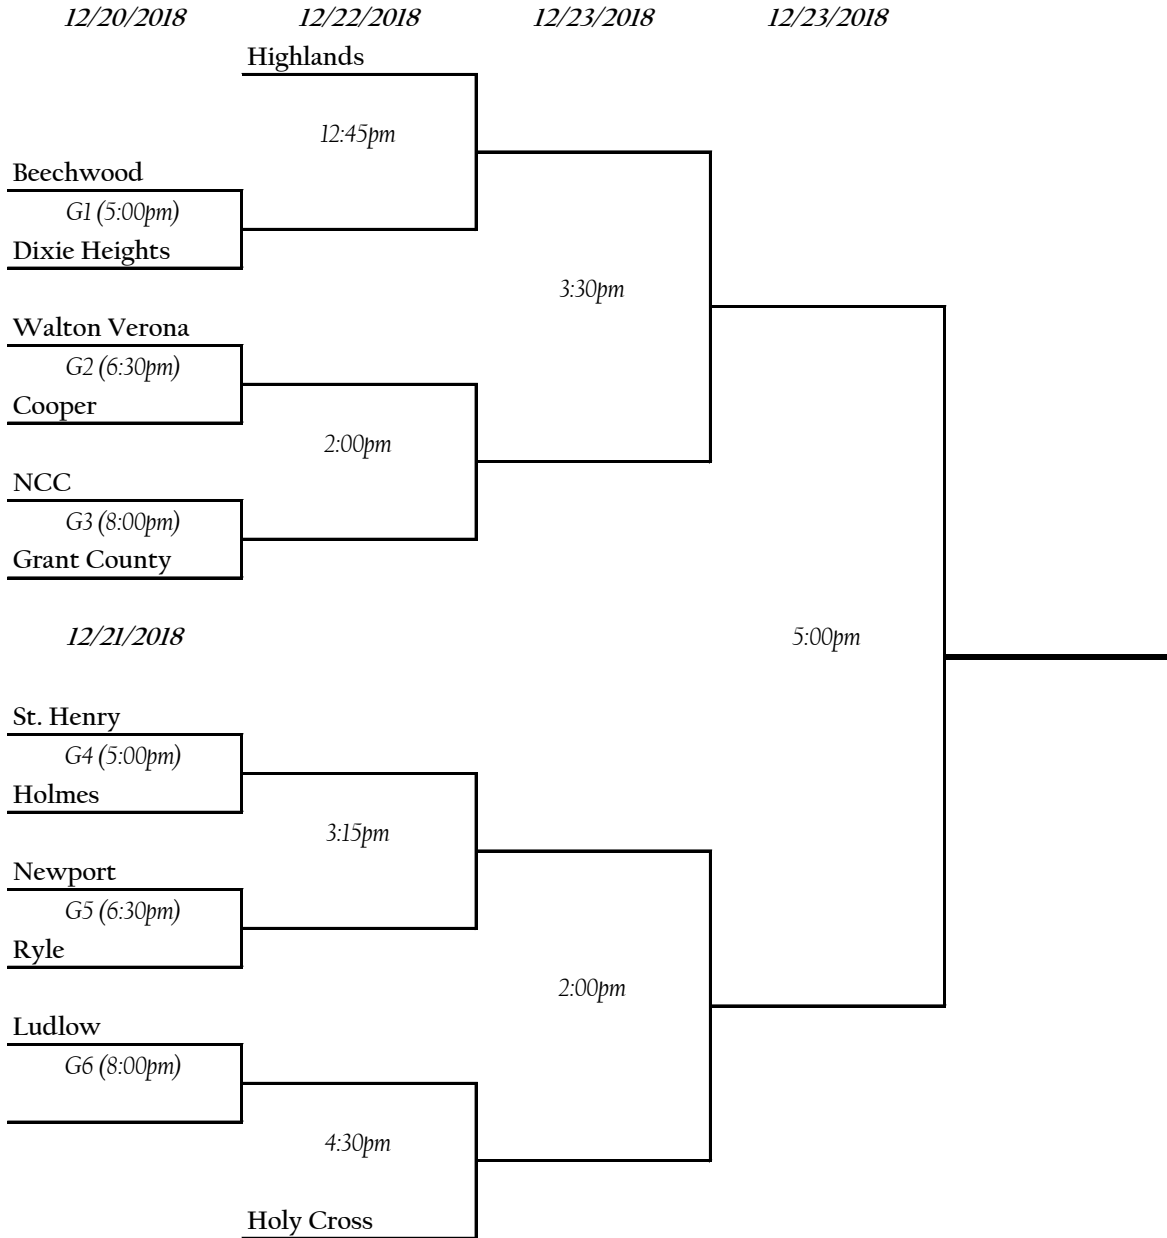 12/20/2018 12/22/2018 12/23/2018 12/23/2018
Highlands
12:45pm
Beechwood
G1 (5:00pm)
Dixie Heights
3:30pm
Walton Verona
G2 (6:30pm)
Cooper
2:00pm
NCC
G3 (8:00pm)
Grant County
12/21/2018
5:00pm
St. Henry
G4 (5:00pm)
Holmes
3:15pm
Newport
G5 (6:30pm)
Ryle
2:00pm
Ludlow
G6 (8:00pm)
4:30pm
Holy Cross